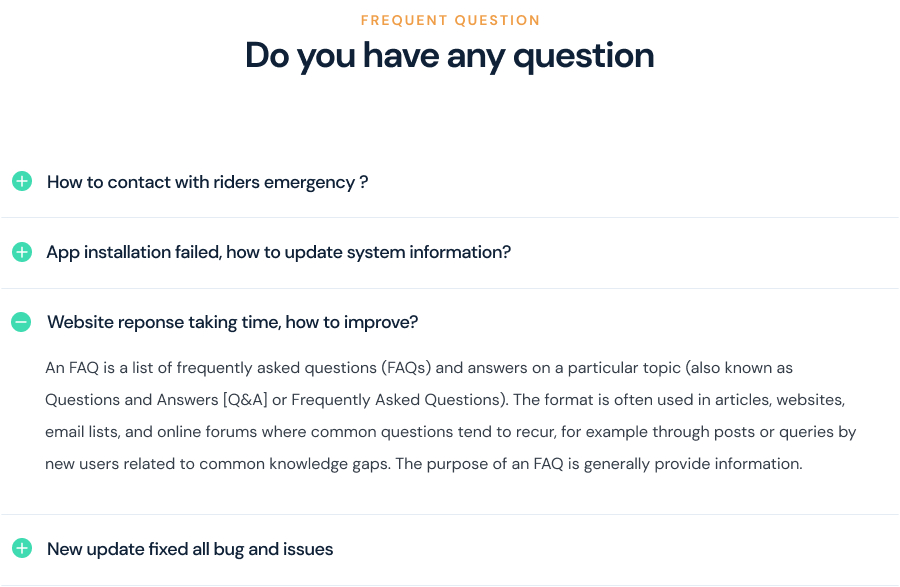 FREQUENT QUESTION
Do you have any question
How to contact with riders emergency ?
App installation failed, how to update system information?
Website reponse taking time, how to improve?
An FAQ is a list of frequently asked questions (FAQs) and answers on a particular topic (also known as
Questions and Answers [Q&A] or Frequently Asked Questions). The format is often used in articles, websites,
email lists, and online forums where common questions tend to recur, for example through posts or queries by
new users related to common knowledge gaps. The purpose of an FAQ is generally provide information.
New update fixed all bug and issues